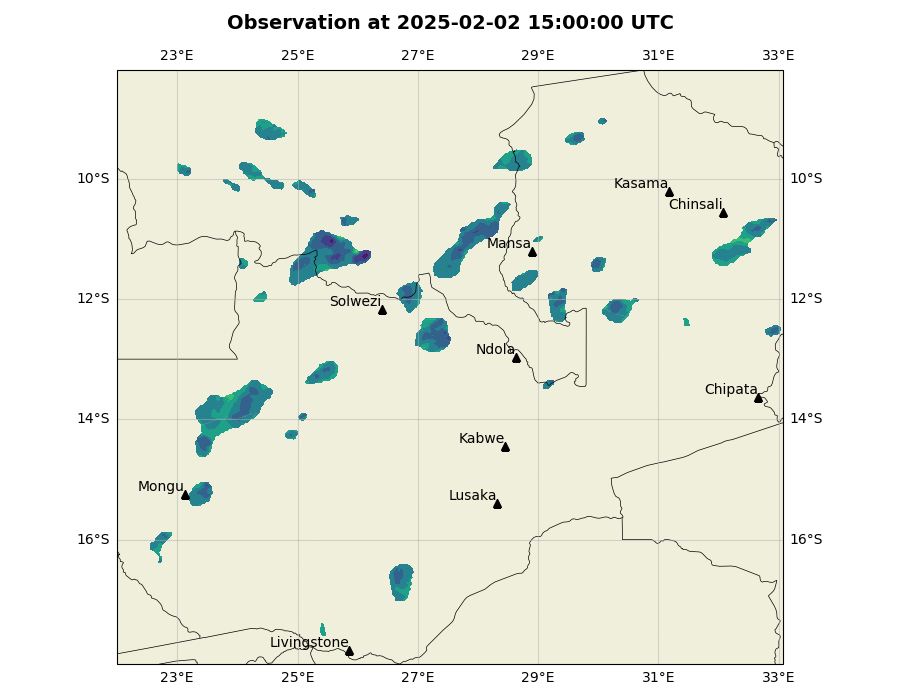 Observation at 2025-02-02 15:00:00 UTC
23°E 25°E 27°E 29°E 31°E 33°E
10°S 10°S
Kasama
Chinsali
Mansa
12°S 12°S
Solwezi
Ndola
Chipata
14°S 14°S
Kabwe
Mongu
Lusaka
16°S 16°S
Livingstone
23°E 25°E 27°E 29°E 31°E 33°E